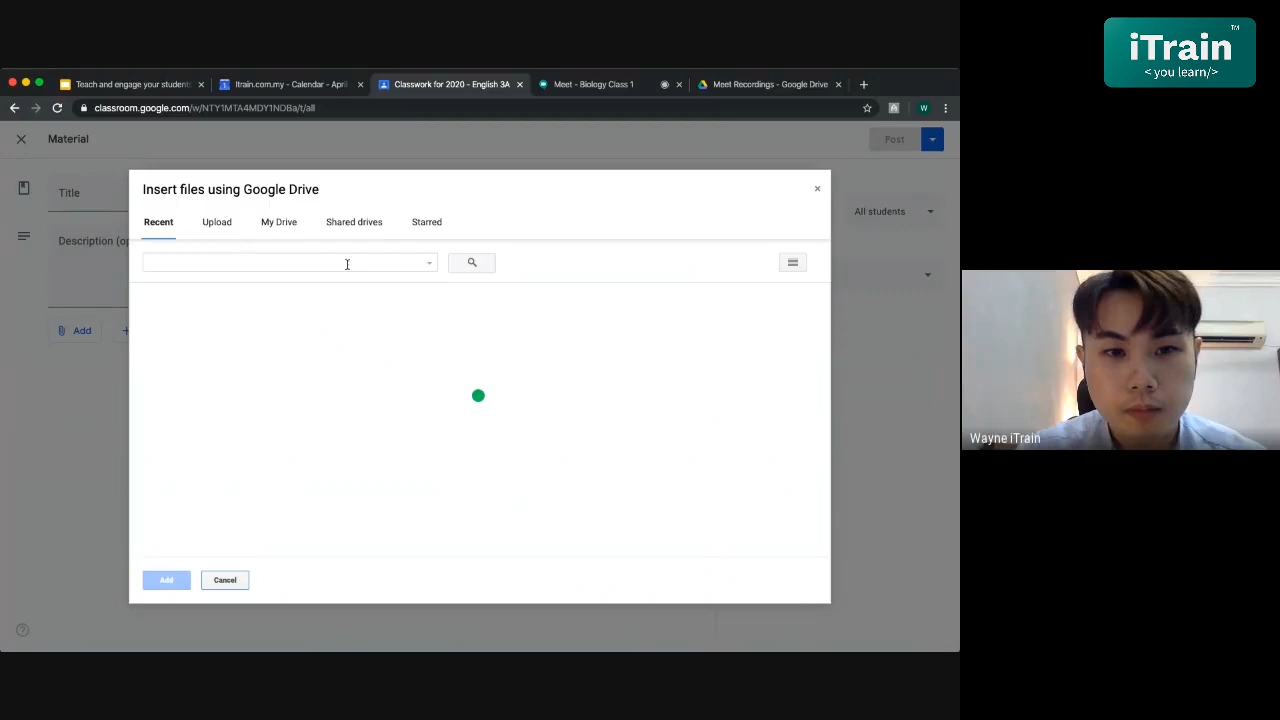 iTrain™
< you learn/>
Teach and engage your students
Itrain.com.my - Calendar - April
Classwork for 2020 - English 3A
Meet - Biology Class 1
Meet Recordings - Google Drive
classroom.google.com/w/NTY1MTA4MDY1NDBa/t/all
W
Material
Post
Title
Description (op
Add
All students
Insert files using Google Drive
Recent
Upload
My Drive
Shared drives
Starred
Add
Cancel
Wayne iTrain